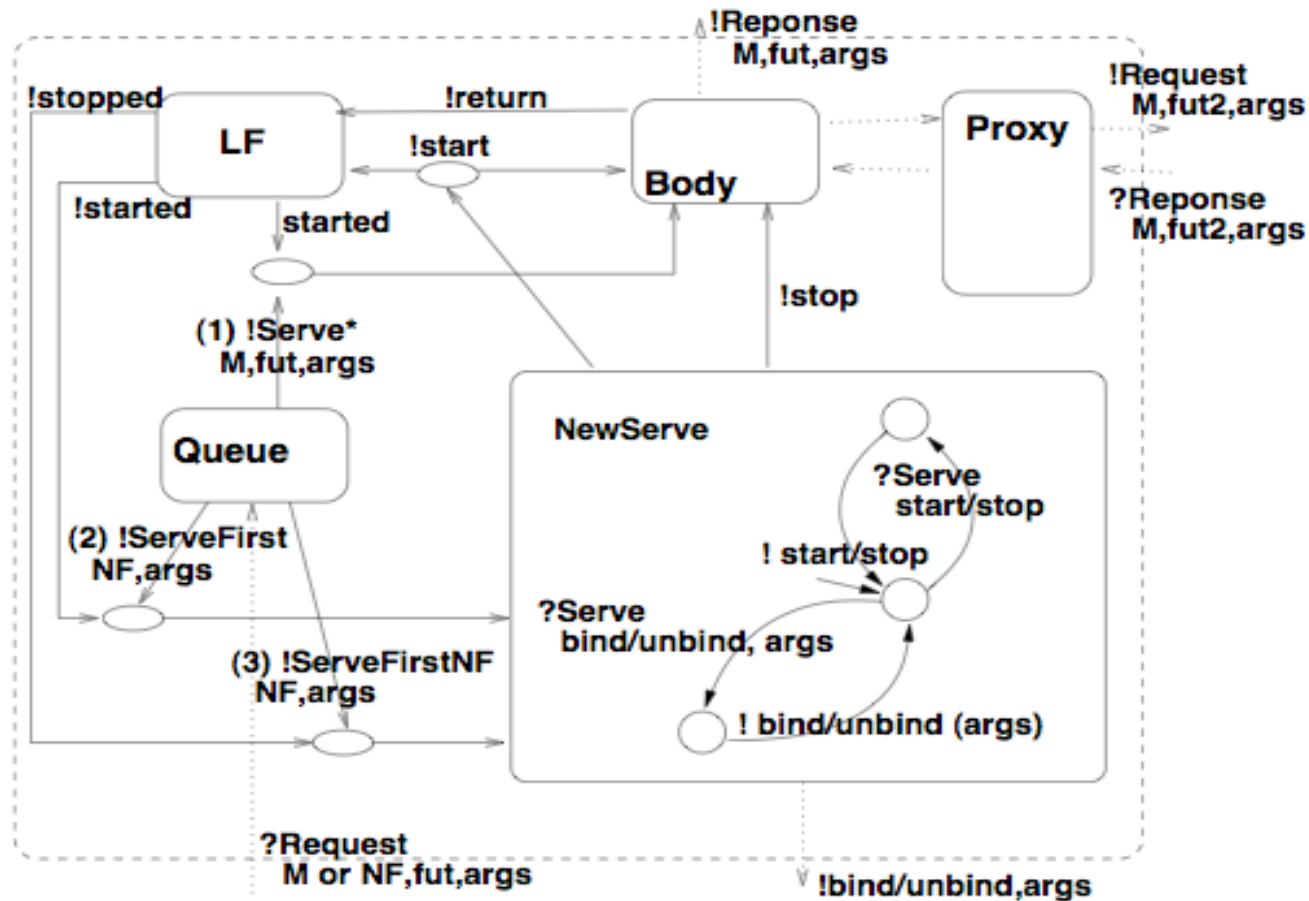 !Reponse
M,fut,args
!Request
M,fut2,args
!stopped
!return
LF
Proxy
!start
Body
!started
started
?Reponse
M,fut2,args
!stop
(1) !Serve*
M,fut,args
NewServe
Queue
?Serve
start/stop
(2) !ServeFirst
NF,args
! start/stop
?Serve
bind/unbind, args
(3) !ServeFirstNF
NF,args
! bind/unbind (args)
?Request
M or NF,fut,args
!bind/unbind,args